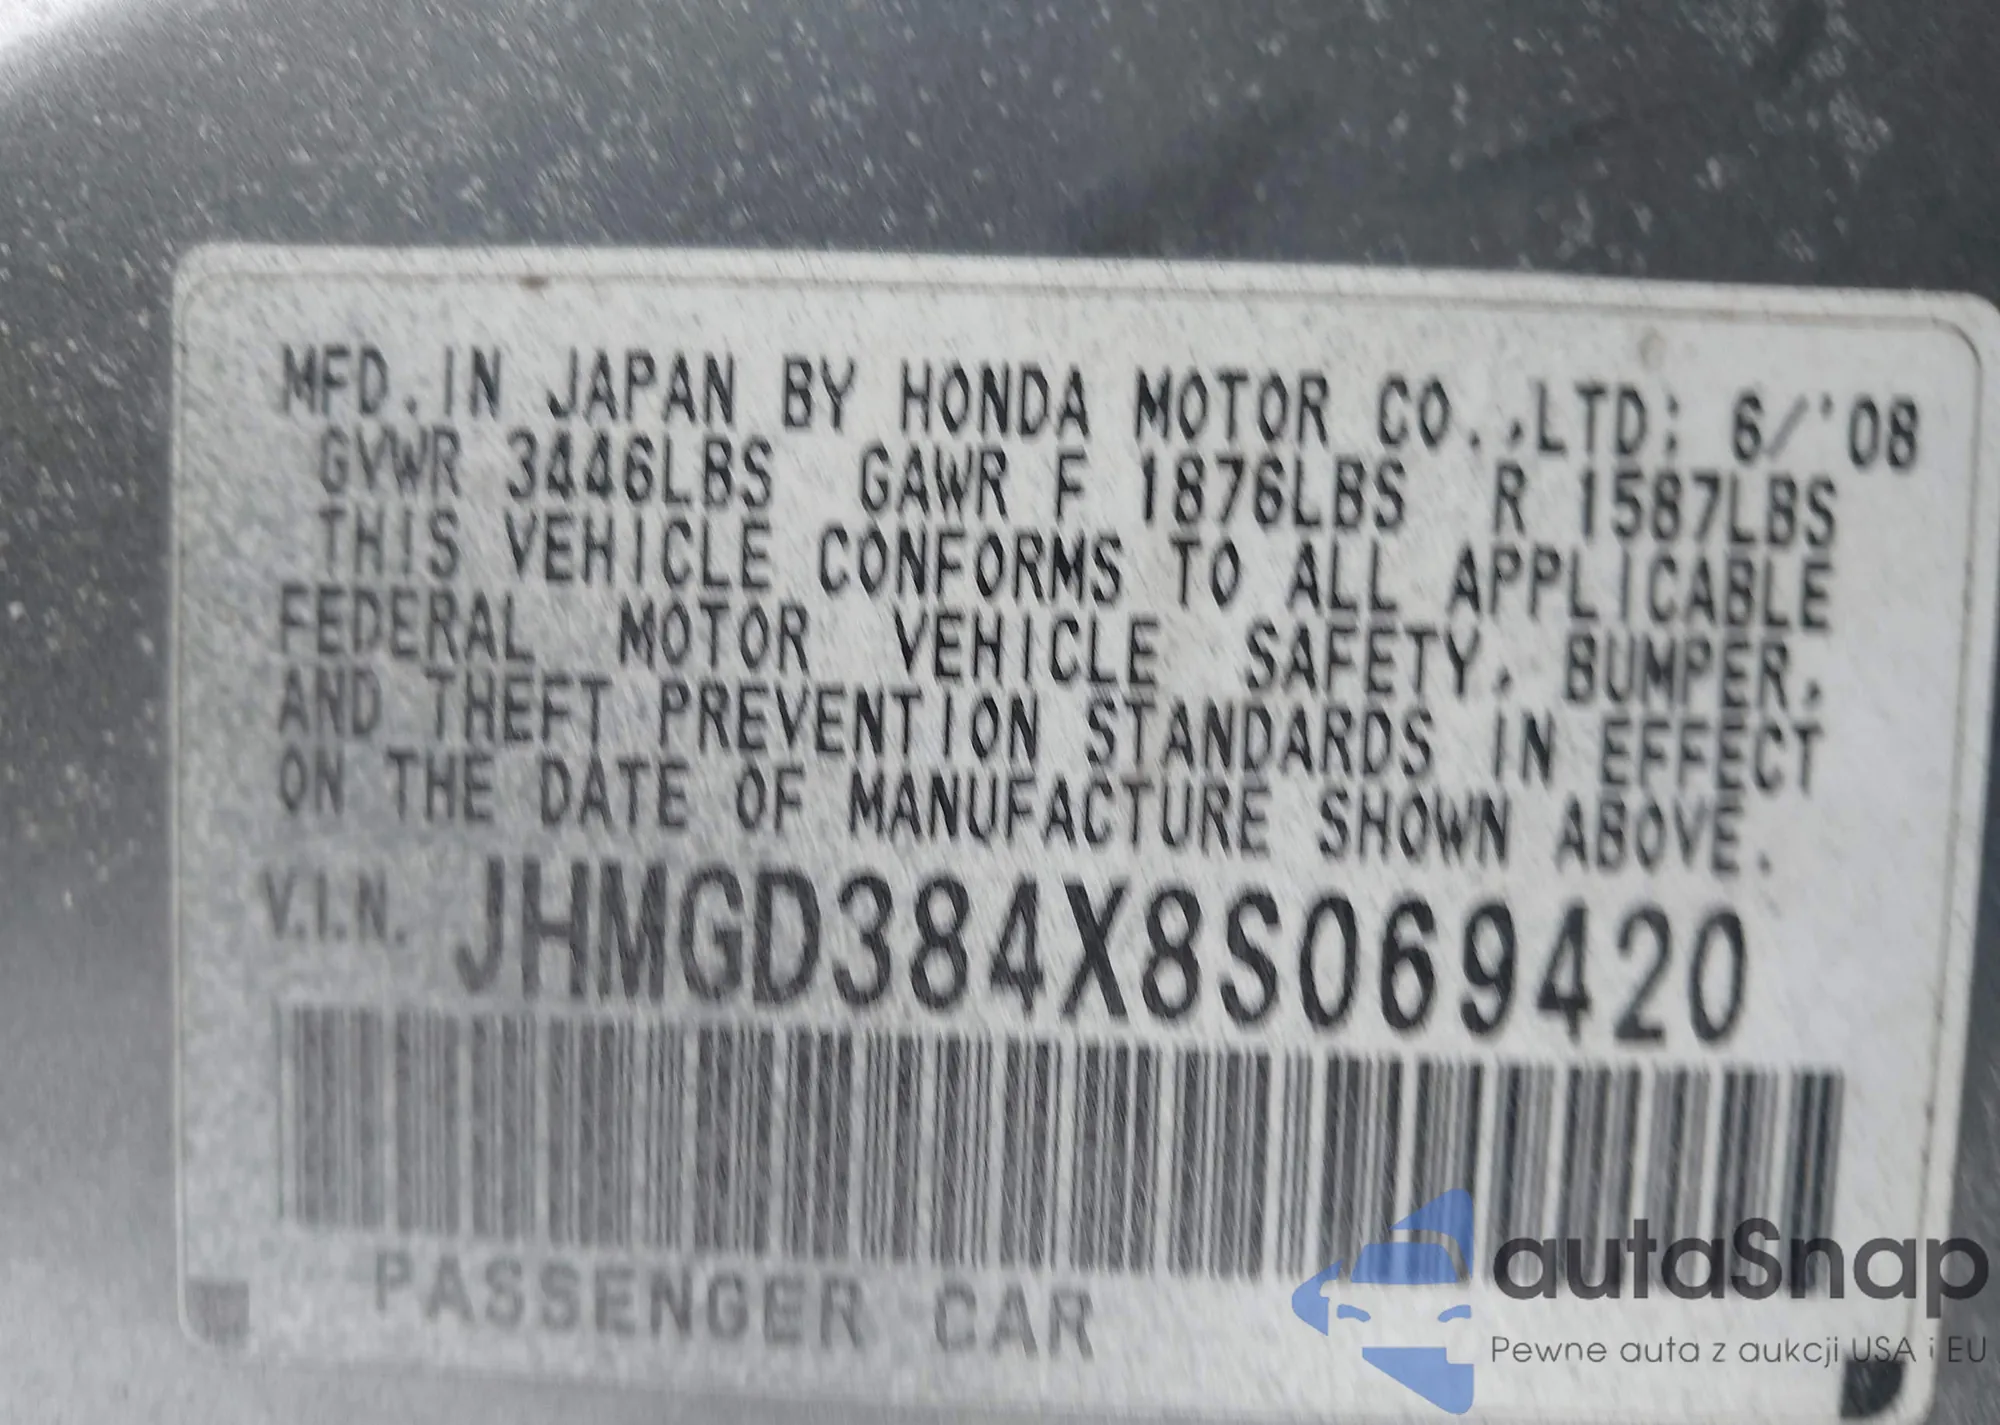 MFD. IN JAPAN BY HONDA MOTOR CO., LTD: 6/'08
GVWR 3446LBS GAWR F 1876LBS R 1587LBS
THIS VEHICLE CONFORMS TO ALL APPLICABLE
FEDERAL MOTOR VEHICLE SAFETY, BUMPER,
AND THEFT PREVENTION STANDARDS IN EFFECT
ON THE DATE OF MANUFACTURE SHOWN ABOVE.
V.I.N. JHMGD384X8S069420
PASSENGER CAR
autaSnap
Pewne auta z aukcji USA i EU